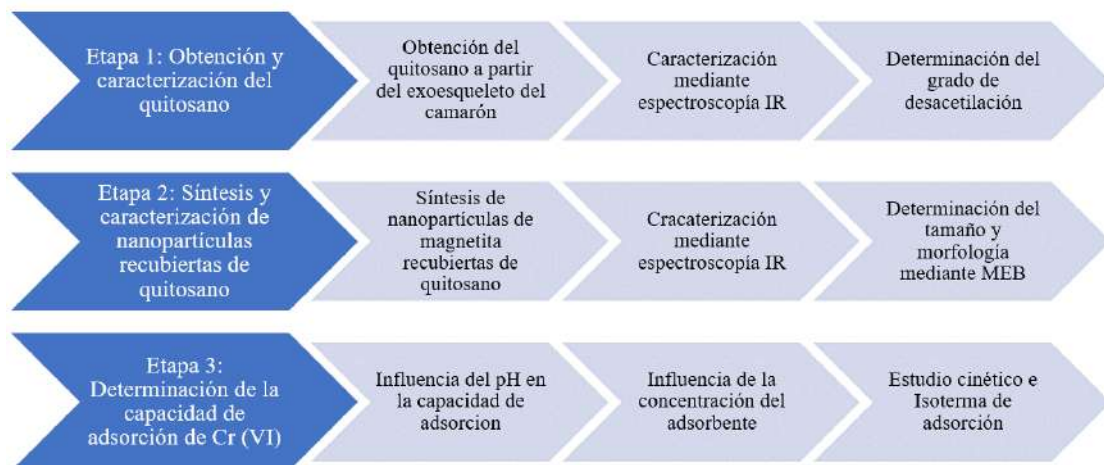 Etapa 1: Obtención y
caracterización del
quitosano
Obtención del
quitosano a partir
del exoesqueleto del
camarón
Caracterización
mediante
espectroscopía IR
Determinación del
grado de
desacetilación
Etapa 2: Síntesis y
caracterización de
nanopartículas
recubiertas de
quitosano
Síntesis de
nanopartículas de
magnetita
recubiertas de
quitosano
Cracaterización
mediante
espectroscopía IR
Determinación del
tamaño y
morfología
mediante MEB
Etapa 3:
Determinación de la
capacidad de
adsorción de Cr (VI)
Influencia del pH en
la capacidad de
adsorcion
Influencia de la
concentración del
adsorbente
Estudio cinético e
Isoterma de
adsorción